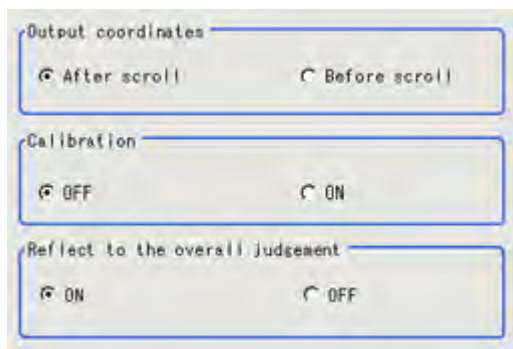 Output coordinates
After scroll Before scroll
Calibration
OFF ON
Reflect to the overall judgement
ON OFF